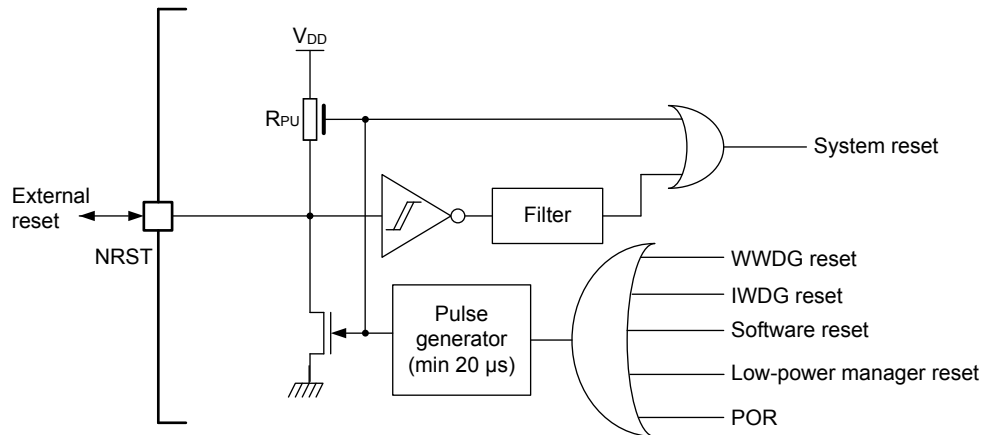 VDD
RPU
System reset
External
reset
NRST
Filter
Pulse
generator
(min 20 µs)
WWDG reset
IWDG reset
Software reset
Low-power manager reset
POR